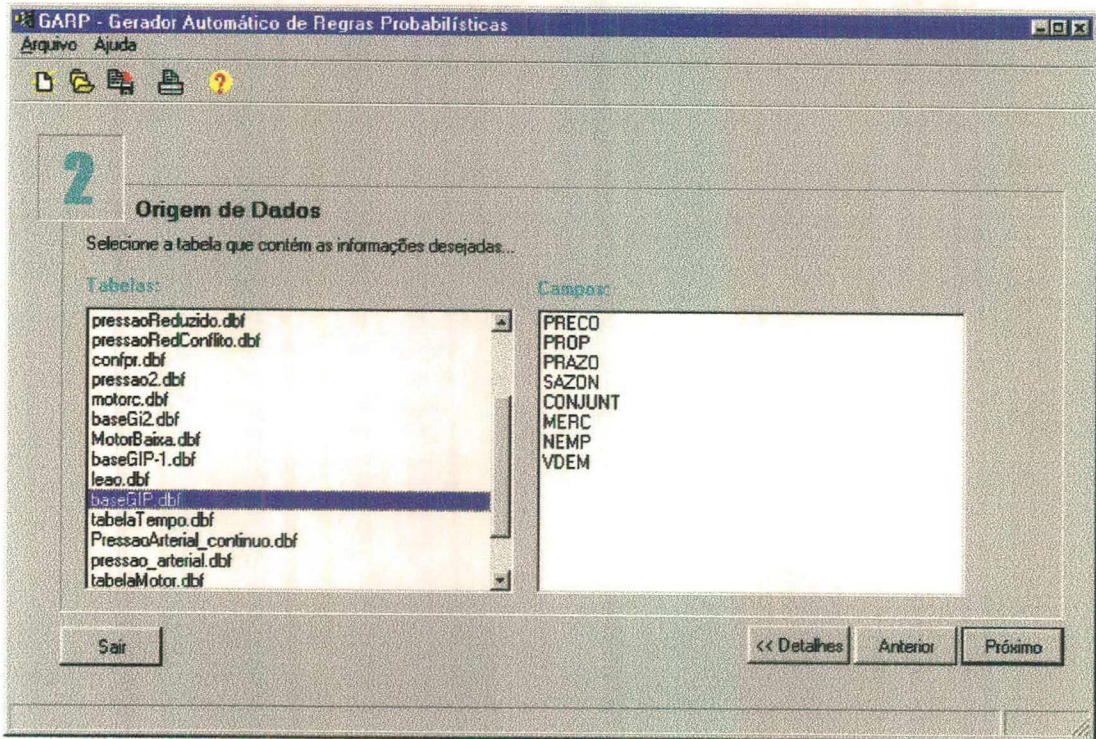 GARP - Gerador Automático de Regras Probabilísticas
Arquivo Ajuda
2
Origem de Dados
Selecione a tabela que contém as informações desejadas...
Tabelas:
pressaoReduzido.dbf
pressaoRedConflito.dbf
confpr.dbf
pressao2.dbf
motorc.dbf
baseGi2.dbf
MotorBaixa.dbf
baseGIP-1.dbf
leao.dbf
baseGIP.dbf
tabelaTempo.dbf
PressaoArterial_continuo.dbf
pressao_arterial.dbf
tabelaMotor.dbf
Campos:
PRECO
PROP
PRAZO
SAZON
CONJUNT
MERC
NEMP
VDEM
Sair
<< Detalhes
Anterior
Próximo